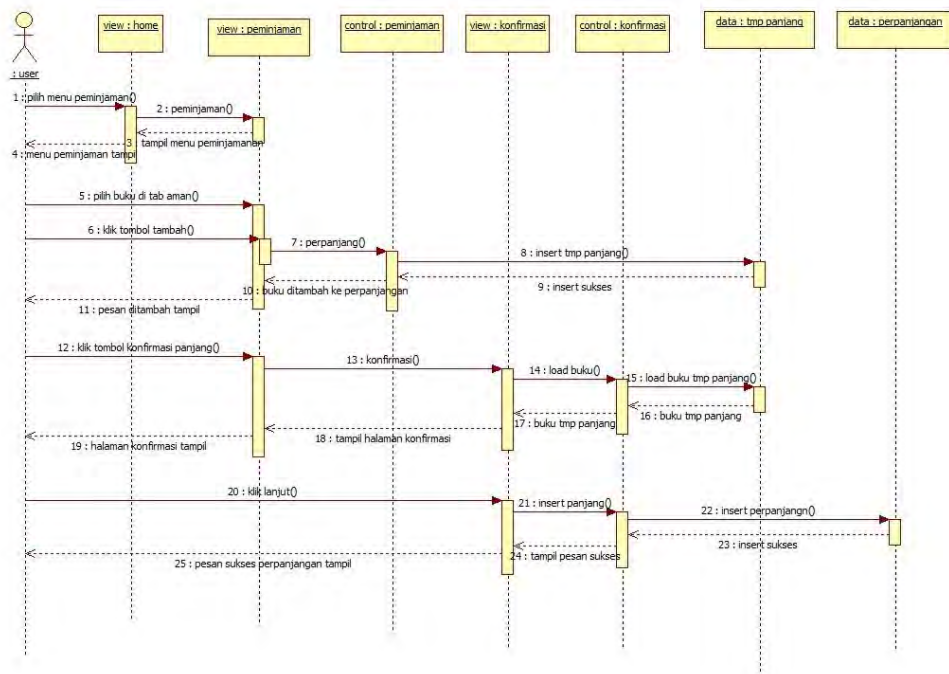 view : home
view : peminjaman
control : peminjaman
view : konfirmasi
control : konfirmasi
data : tmp panjang
data : perpanjangan
: user
1 : pilih menu peminjaman()
2 : peminjaman()
3 : tampil menu peminjamanan
4 : menu peminjaman tampil
5 : pilih buku di tab aman()
6 : klik tombol tambah()
7 : perpanjang()
8 : insert tmp panjang()
9 : insert sukses
10 : buku ditambah ke perpanjangan
11 : pesan ditambah tampil
12 : klik tombol konfirmasi panjang()
13 : konfirmasi()
14 : load buku()
15 : load buku tmp panjang()
16 : buku tmp panjang
17 : buku tmp panjang
18 : tampil halaman konfirmasi
19 : halaman konfirmasi tampil
20 : klik lanjut()
21 : insert panjang()
22 : insert perpanjangn()
23 : insert sukses
24 : tampil pesan sukses
25 : pesan sukses perpanjangan tampil